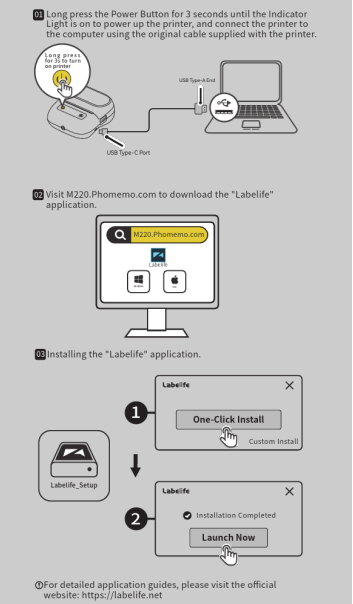 01 Long press the Power Button for 3 seconds until the Indicator
Light is on to power up the printer, and connect the printer to
the computer using the original cable supplied with the printer.
Long press
for 3s to turn
on printer
USB Type-A End
USB Type-C Port
02 Visit M220.Phomemo.com to download the "Labelife"
application.
M220.Phomemo.com
Labelife
03 Installing the "Labelife" application.
Labelife
1
One-Click Install
Custom Install
Labelife_Setup
Labelife
2
Installation Completed
Launch Now
For detailed application guides, please visit the official
website: https://labelife.net